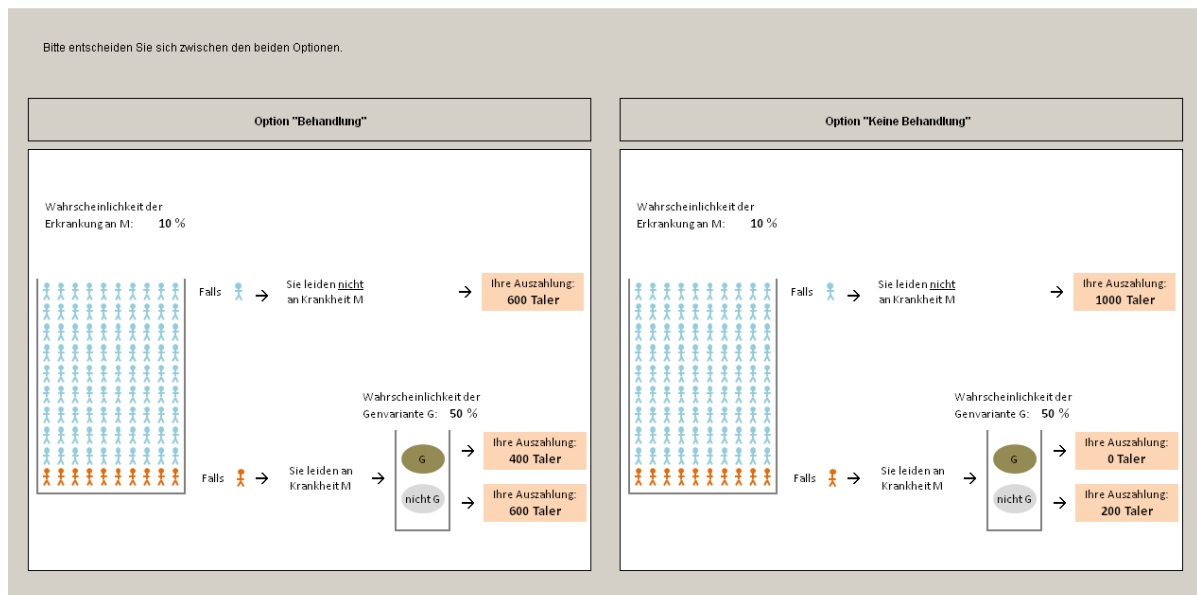 Bitte entscheiden Sie sich zwischen den beiden Optionen.
Option "Behandlung"
Wahrscheinlichkeit der
Erkrankung an M: 10 %
Falls
Sie leiden nicht
an Krankheit M
Ihre Auszahlung:
600 Taler
Wahrscheinlichkeit der
Genvariante G: 50 %
Falls
Sie leiden an
Krankheit M
G
nicht G
Ihre Auszahlung:
400 Taler
Ihre Auszahlung:
600 Taler
Option "Keine Behandlung"
Wahrscheinlichkeit der
Erkrankung an M: 10 %
Falls
Sie leiden nicht
an Krankheit M
Ihre Auszahlung:
1000 Taler
Wahrscheinlichkeit der
Genvariante G: 50 %
Falls
Sie leiden an
Krankheit M
G
nicht G
Ihre Auszahlung:
0 Taler
Ihre Auszahlung:
200 Taler